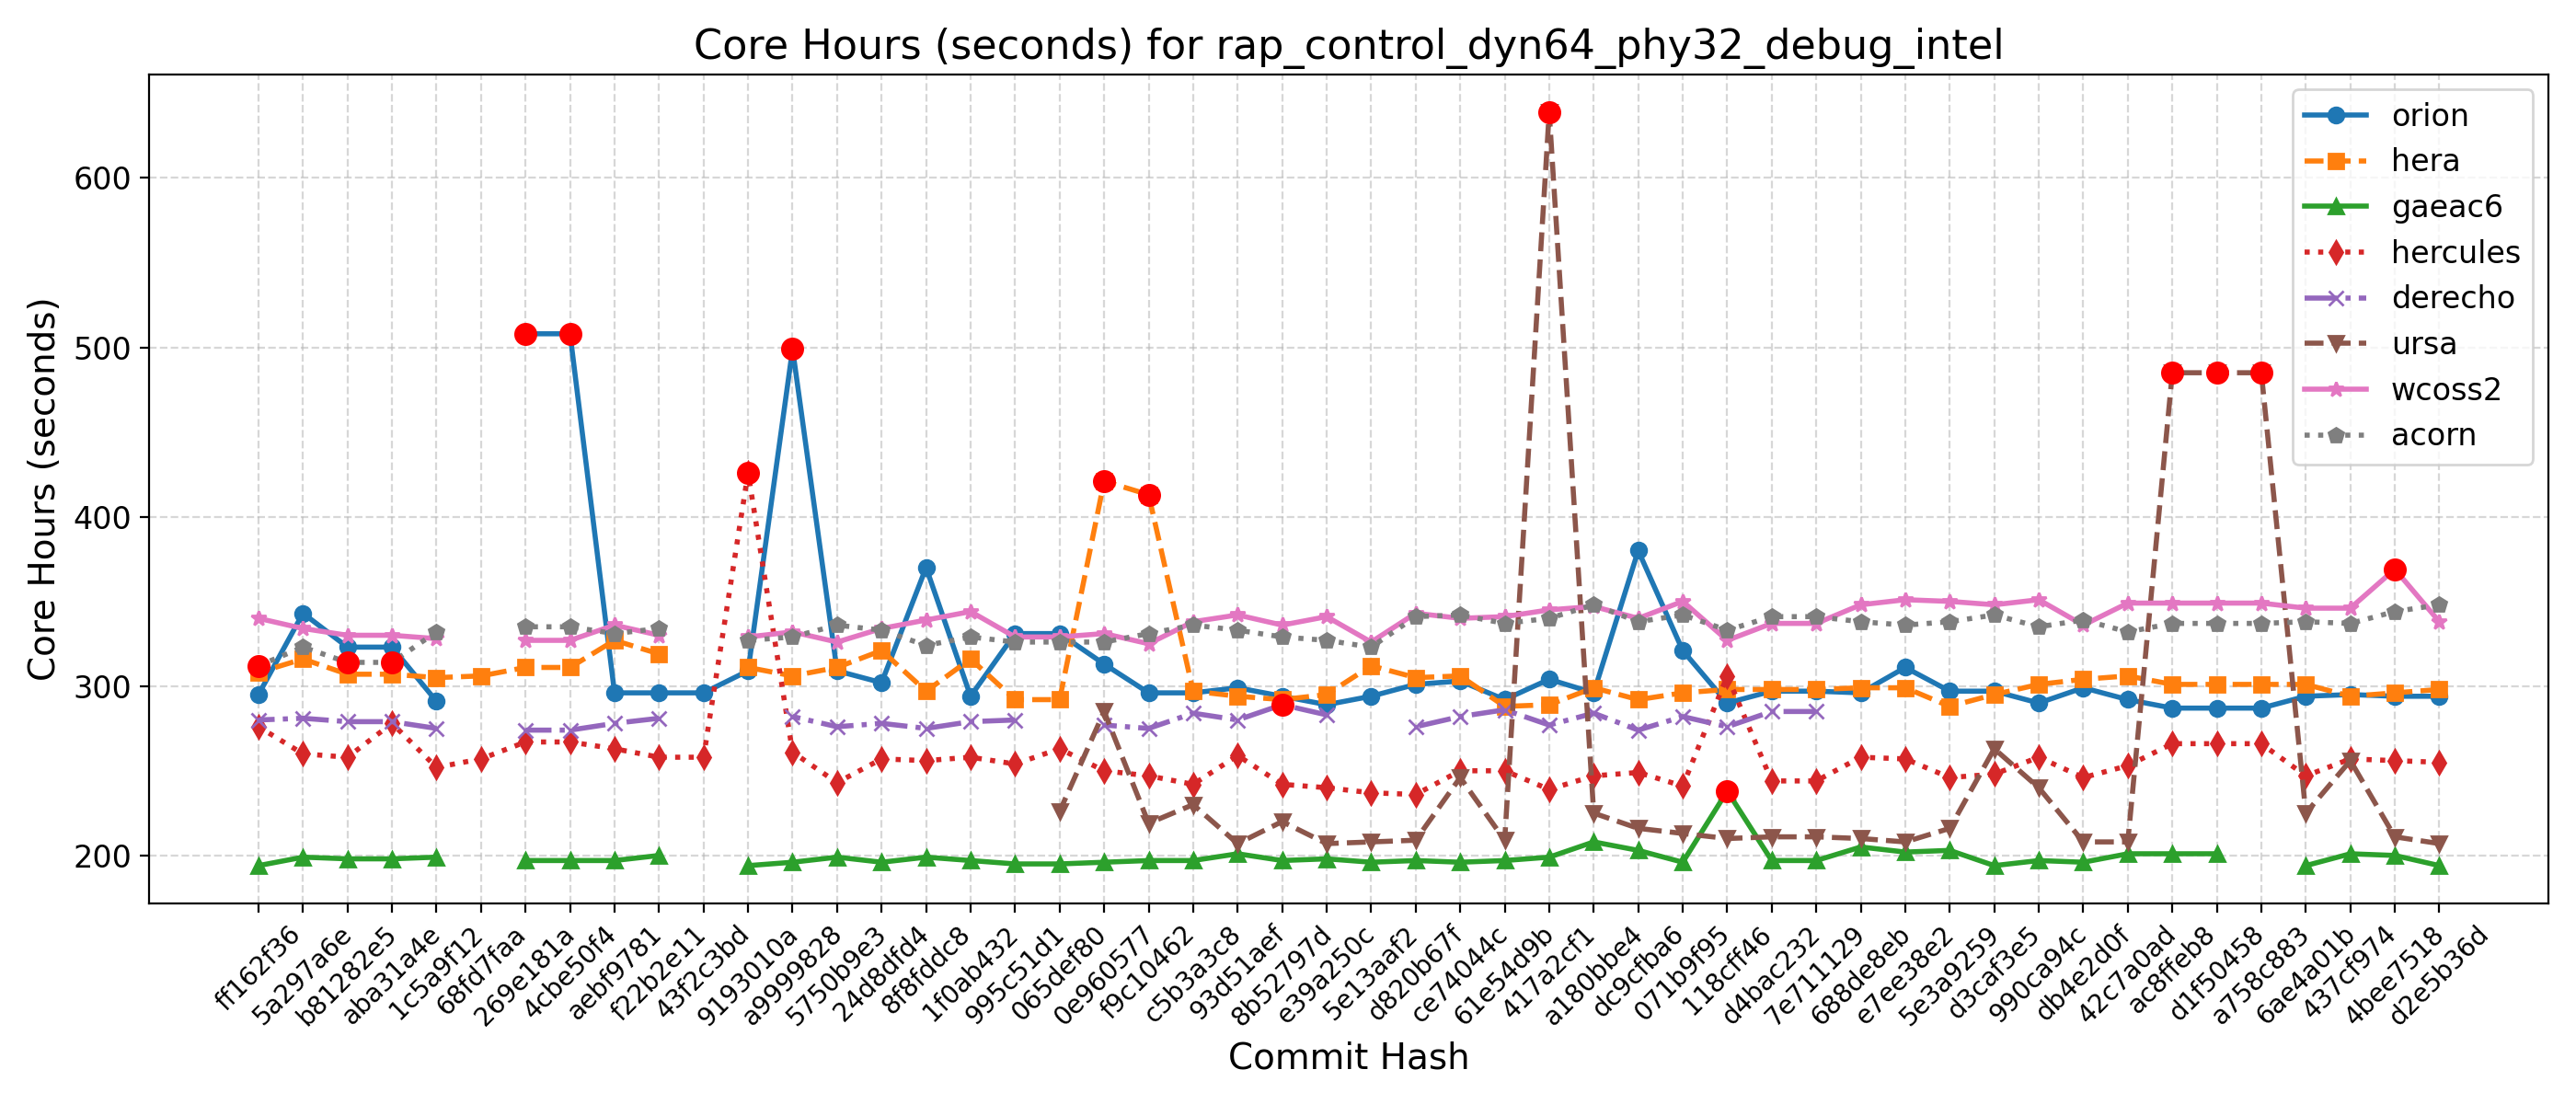 Core Hours (seconds) for rap_control_dyn64_phy32_debug_intel
Core Hours (seconds)
600
500
400
300
200
orion
hera
gaeac6
hercules
derecho
ursa
wcoss2
acorn
ff162f36
5a297a6e
b81282e5
aba31a4e
1c5a9f12
68fd7faa
269e181a
4cbe50f4
aebf9781
f22b2e11
43f2c3bd
9193010a
a9999828
5750b9e3
24d8dfd4
8f8fddc8
1f0ab432
995c51d1
065def80
0e960577
f9c10462
c5b3a3c8
93d51aef
8b52797d
e39a250c
5e13aaf2
d820b67f
ce74044c
61e54d9b
417a2cf1
a180bbe4
dc9cfba6
071b9f95
118cff46
d4bac232
7e711129
688de8eb
e7ee38e2
5e3a9259
d3caf3e5
990ca94c
db4e2d0f
42c7a0ad
ac8ffeb8
d1f50458
a758c883
6ae4a01b
437cf974
4bee7518
d2e5b36d
Commit Hash